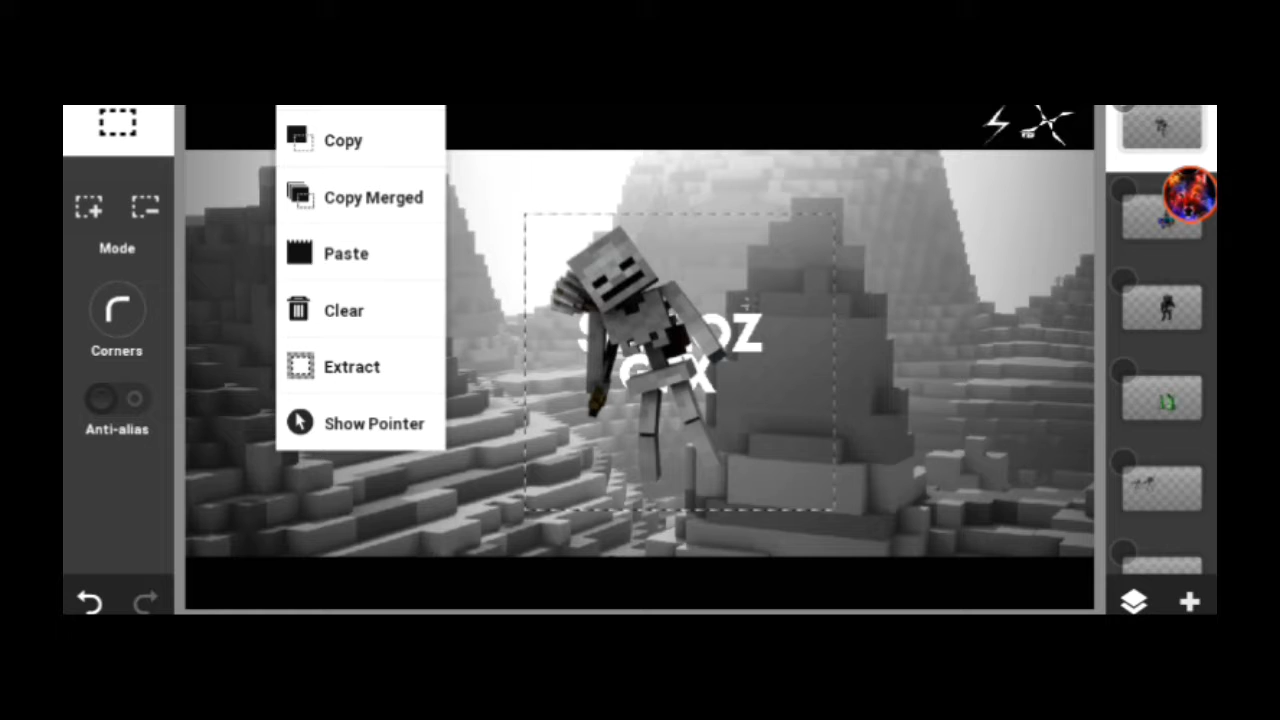 Copy
Copy Merged
Paste
Clear
Extract
Show Pointer
Mode
Corners
Anti-alias